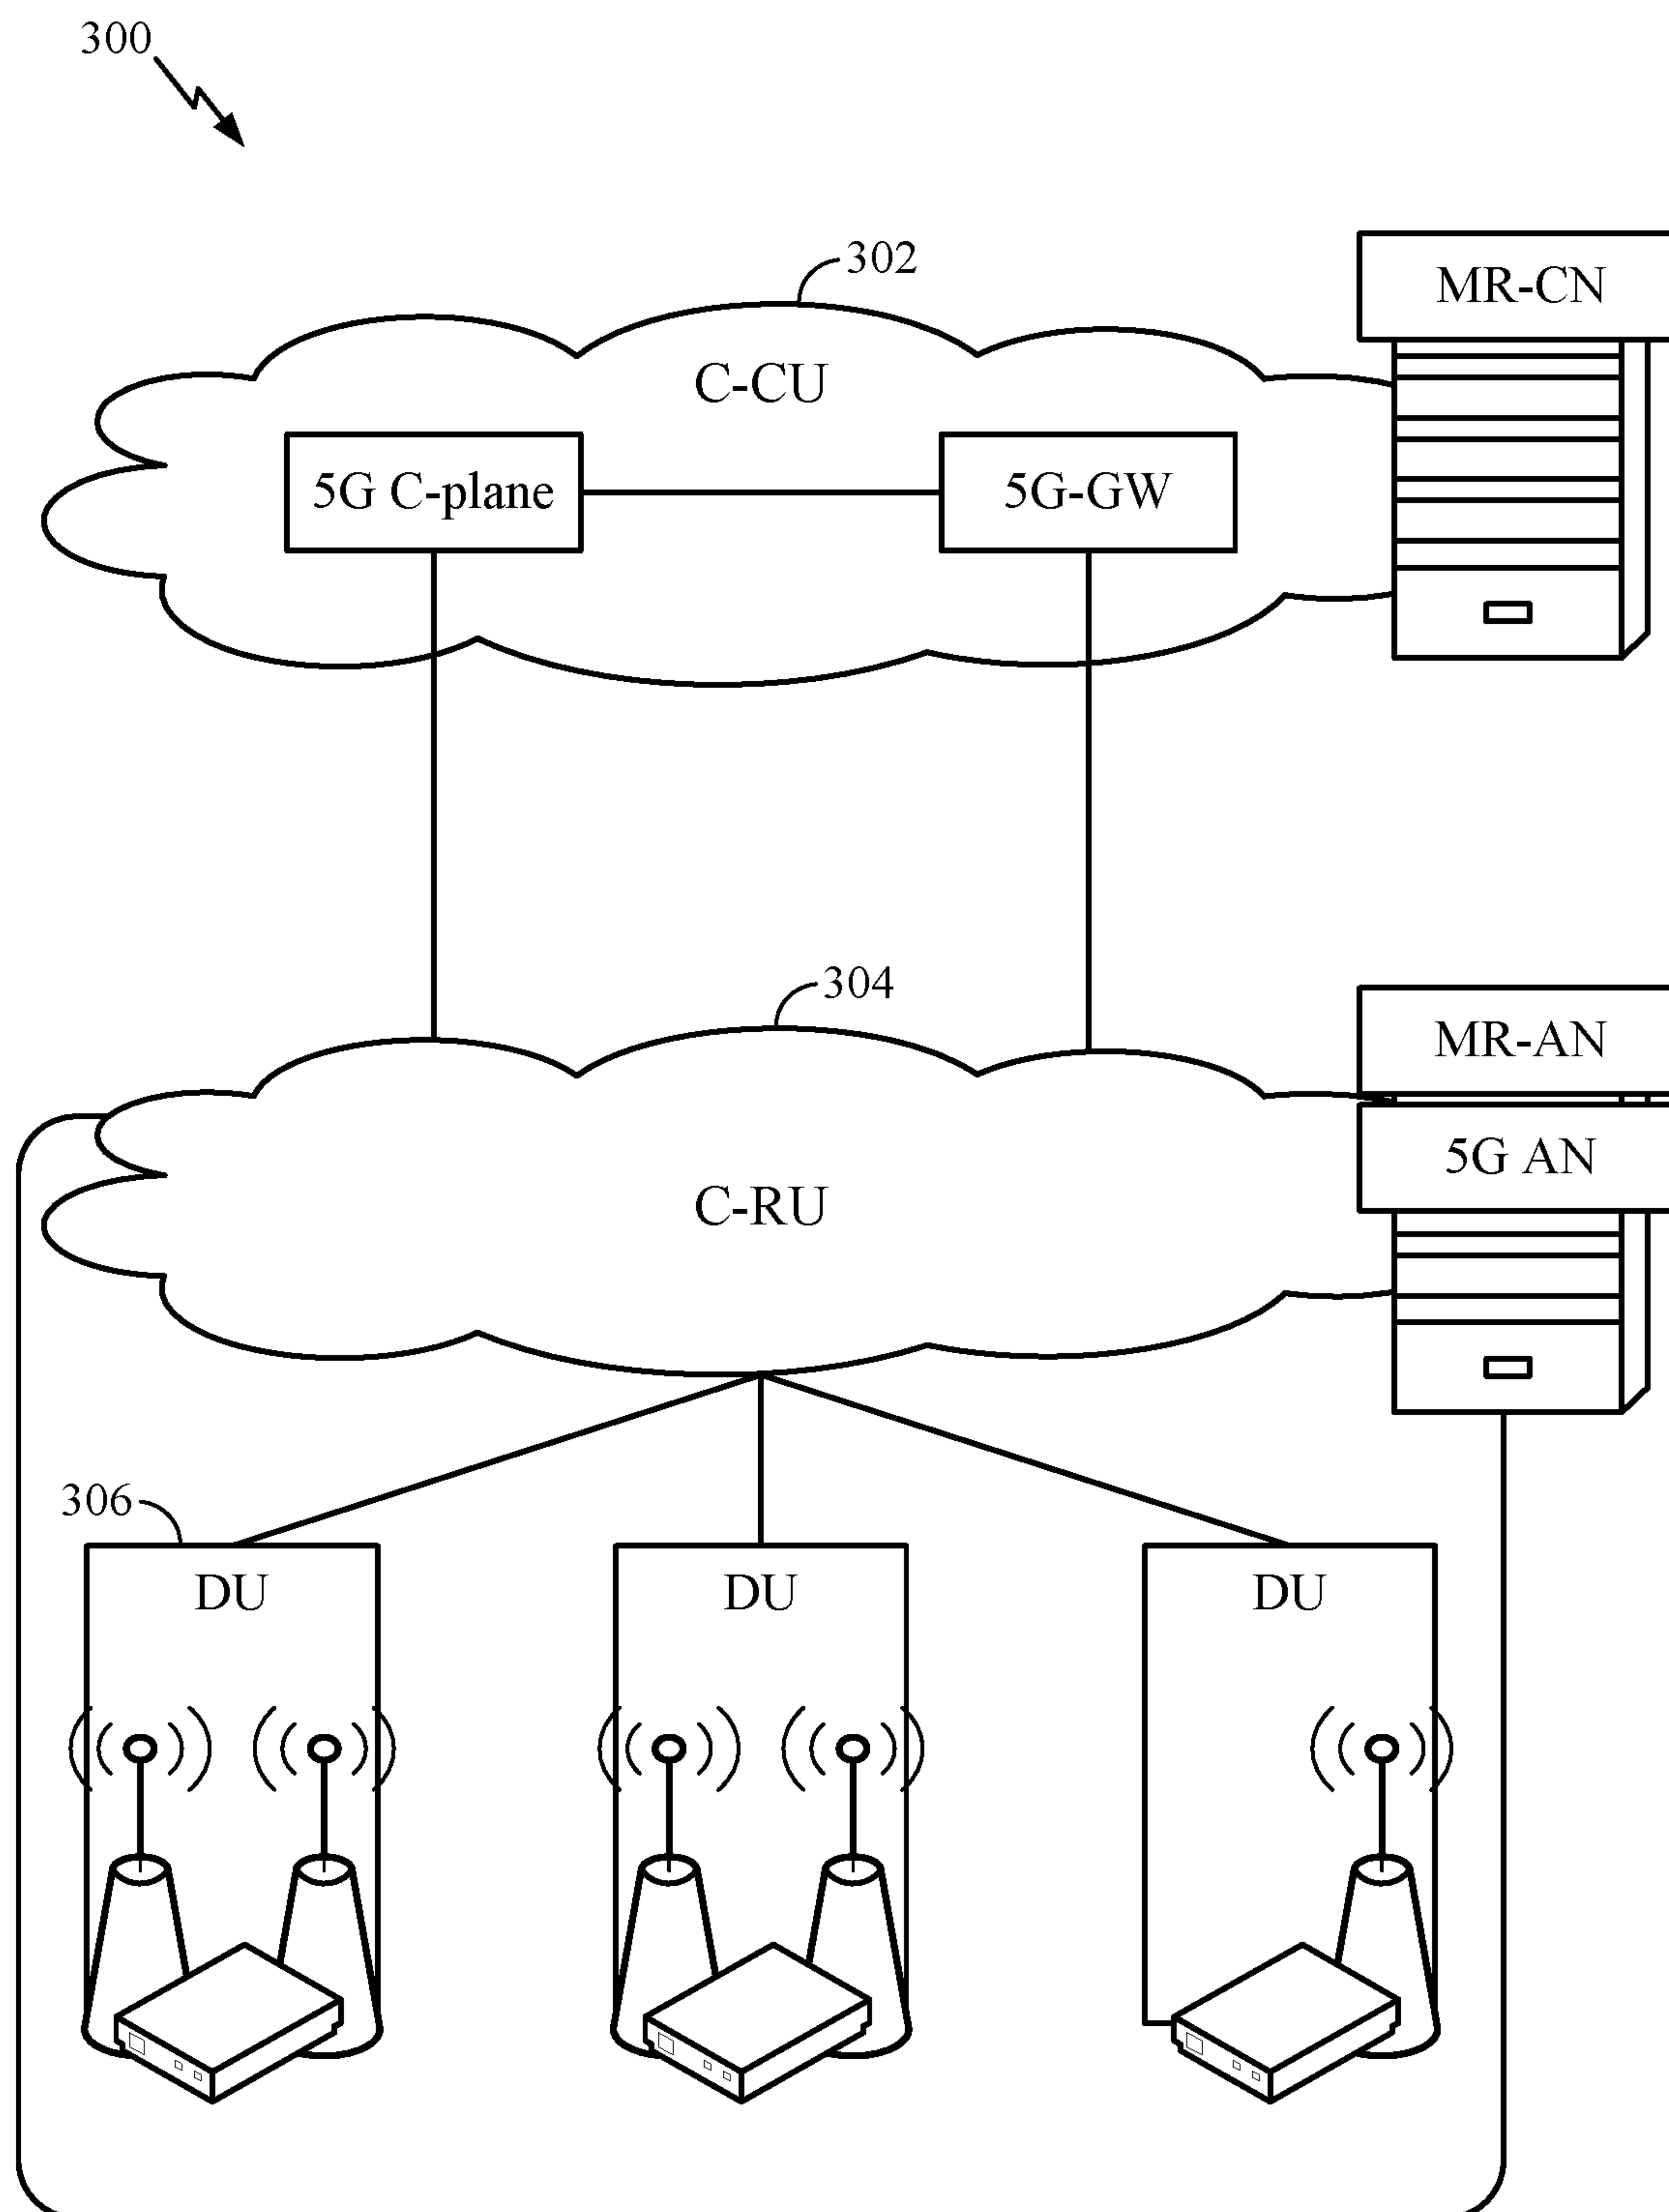 300
302
MR-CN
C-CU
5G C-plane
5G-GW
304
MR-AN
5G AN
C-RU
306
DU
DU
DU